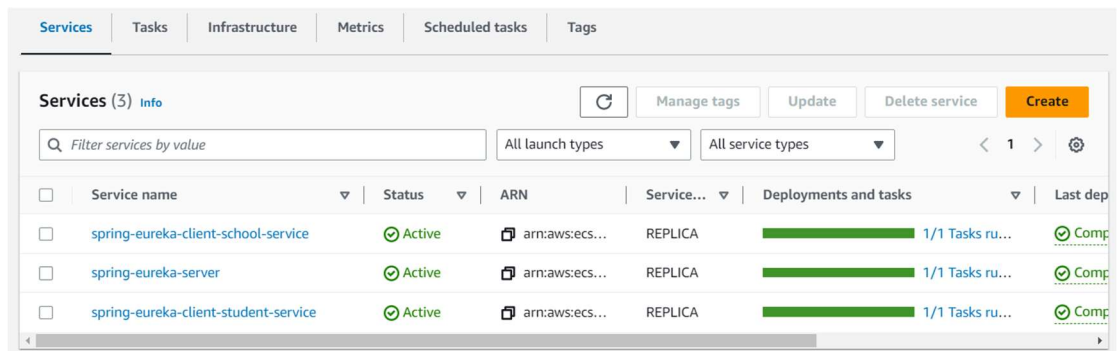 Services Tasks Infrastructure Metrics Scheduled tasks Tags
Services (3) Info Manage tags Update Delete service Create
Filter services by value All launch types All service types 1
Service name Status ARN Service... Deployments and tasks Last dep
spring-eureka-client-school-service Active arn:aws:ecs... REPLICA 1/1 Tasks ru... Comp
spring-eureka-server Active arn:aws:ecs... REPLICA 1/1 Tasks ru... Comp
spring-eureka-client-student-service Active arn:aws:ecs... REPLICA 1/1 Tasks ru... Comp